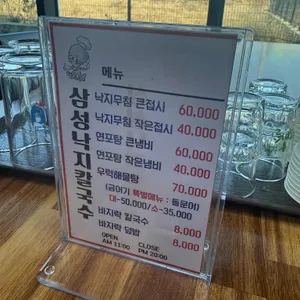 메뉴
삼성낙지칼국수
낙지무침 큰접시 60.000
낙지무침 작은접시 40.000
연포탕 큰냄비 60.000
연포탕 작은냄비 40.000
우럭해물탕 70.000
(금어기 특별메뉴 : 돌문어)
대-50.000/소-35.000
바지락 칼국수 8.000
바지락 덮밥 8.000
OPEN CLOSE
AM 11:00 PM 20:00